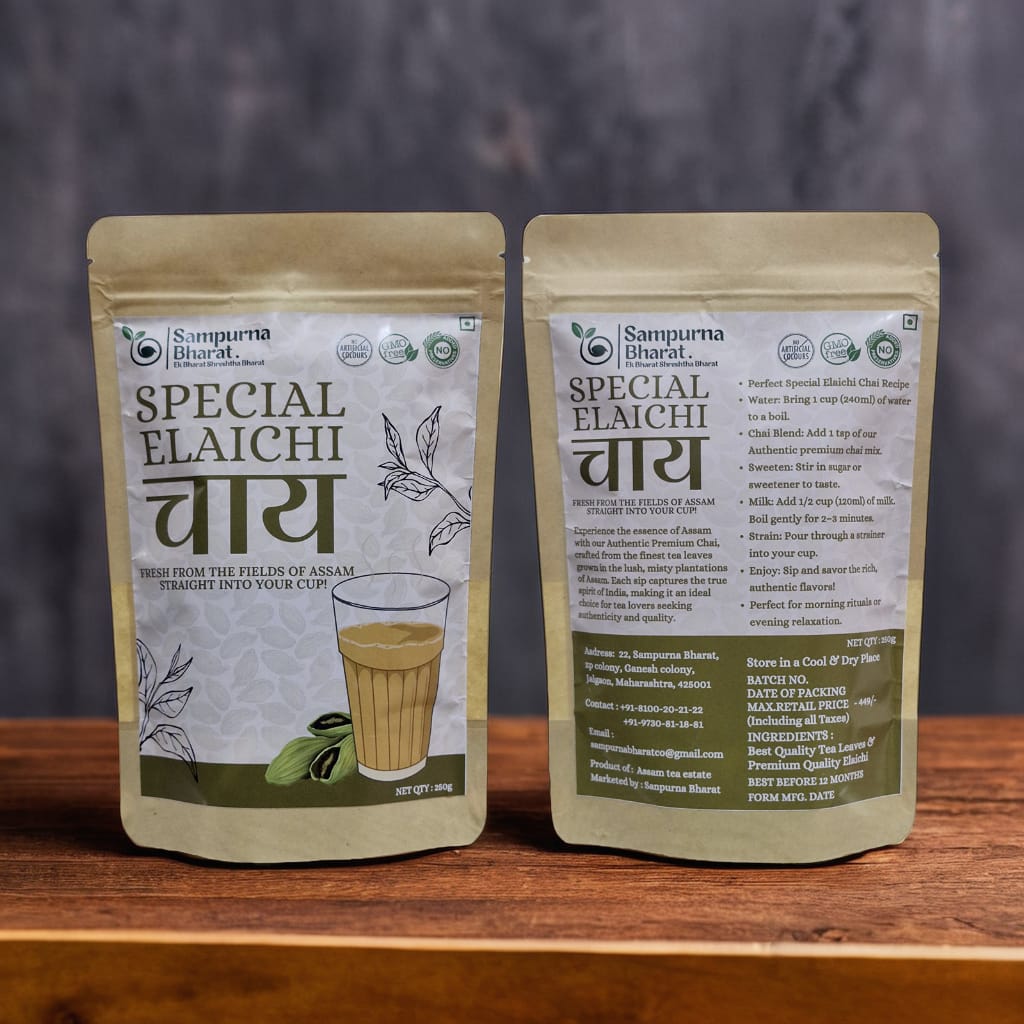 Sampurna
Bharat.
Ek Bharat Shreshtha Bharat
NO
ARTIFICIAL
COLOURS
GMO
free
NO
SPECIAL
ELAICHI
चाय
FRESH FROM THE FIELDS OF ASSAM
STRAIGHT INTO YOUR CUP!
NET QTY : 250g
Sampurna
Bharat.
Ek Bharat Shreshtha Bharat
NO
ARTIFICIAL
COLOURS
GMO
free
NO
SPECIAL
ELAICHI
चाय
FRESH FROM THE FIELDS OF ASSAM
STRAIGHT INTO YOUR CUP!
Experience the essence of Assam
with our Authentic Premium Chai,
crafted from the finest tea leaves
grown in the lush, misty plantations
of Assam. Each sip captures the true
spirit of India, making it an ideal
choice for tea lovers seeking
authenticity and quality.
• Perfect Special Elaichi Chai Recipe
• Water: Bring 1 cup (240ml) of water
to a boil.
• Chai Blend: Add 1 tsp of our
Authentic premium chai mix.
• Sweeten: Stir in sugar or
sweetener to taste.
• Milk: Add 1/2 cup (120ml) of milk.
Boil gently for 2-3 minutes.
• Strain: Pour through a strainer
into your cup.
• Enjoy: Sip and savor the rich,
authentic flavors!
• Perfect for morning rituals or
evening relaxation.
Aadress: 22, Sampurna Bharat,
zp colony, Ganesh colony,
Jalgaon, Maharashtra, 425001
Contact : +91-8100-20-21-22
+91-9730-81-18-81
Email :
sampurnabharatco@gmail.com
Product of : Assam tea estate
Marketed by : Sanpurna Bharat
NET QTY : 250g
Store in a Cool & Dry Place
BATCH NO.
DATE OF PACKING
MAX.RETAIL PRICE - 449/-
(Including all Taxes)
INGREDIENTS :
Best Quality Tea Leaves &
Premium Quality Elaichi
BEST BEFORE 12 MONTHS
FORM MFG. DATE